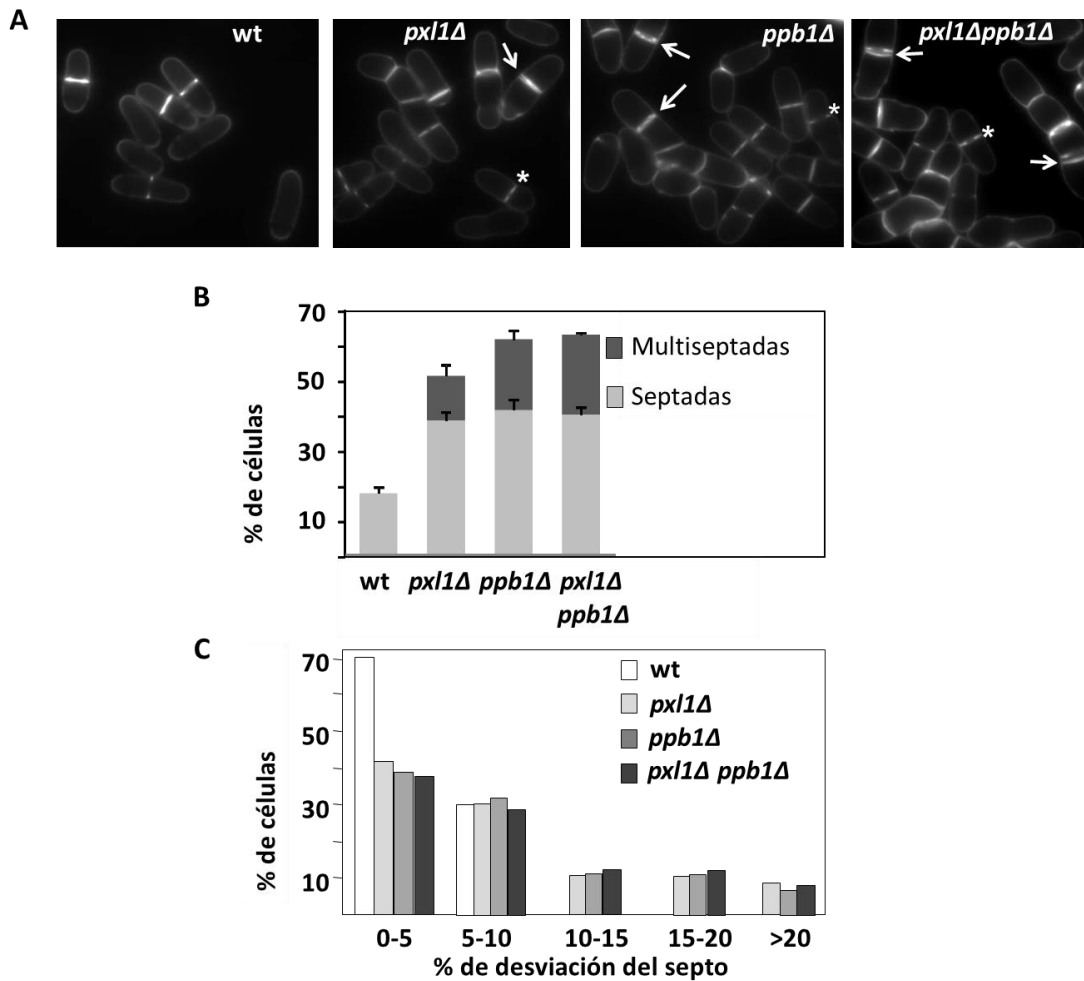 A
wt
pxl1Δ
ppb1Δ
pxl1Δppb1Δ
*
*
*
B
70
50
30
10
% de células
Multiseptadas
Septadas
wt
pxl1Δ
ppb1Δ
pxl1Δ
ppb1Δ
C
70
50
30
10
% de células
wt
pxl1Δ
ppb1Δ
pxl1Δ ppb1Δ
0-5
5-10
10-15
15-20
>20
% de desviación del septo